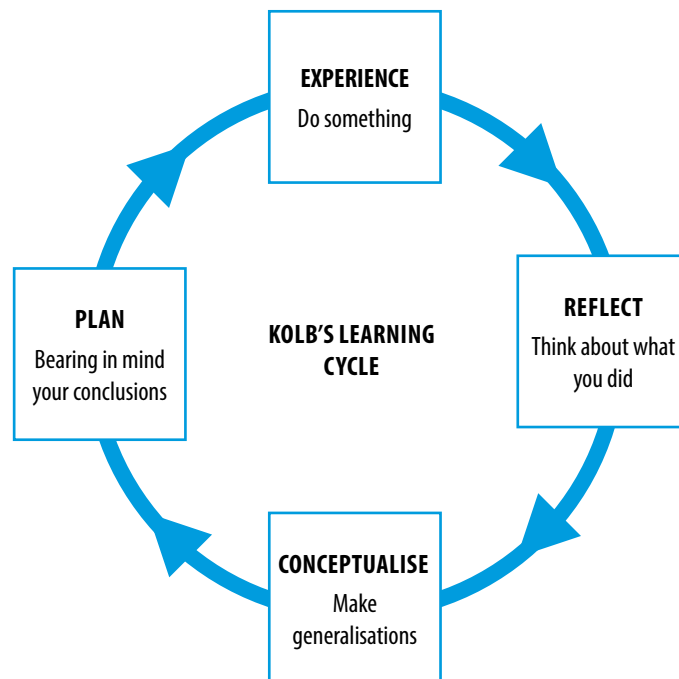 EXPERIENCE
Do something
REFLECT
Think about what
you did
PLAN
Bearing in mind
your conclusions
KOLB'S LEARNING
CYCLE
CONCEPTUALISE
Make
generalisations